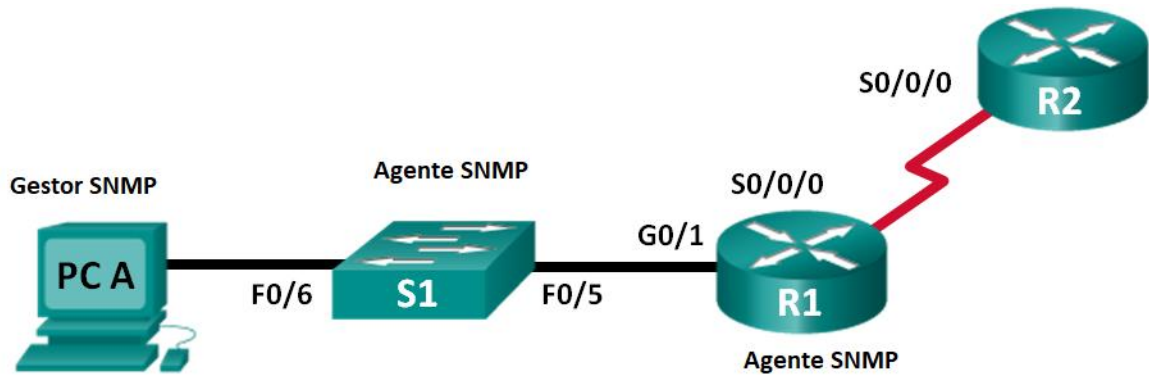 S0/0/0
R2
Agente SNMP
Gestor SNMP
S0/0/0
G0/1
PC A
F0/6
S1
F0/5
R1
Agente SNMP